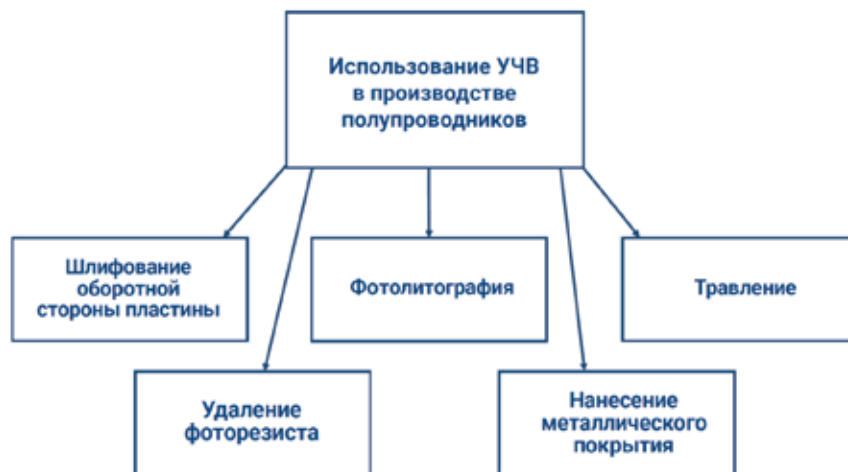 Использование УЧВ
в производстве
полупроводников
Шлифование
оборотной
стороны пластины
Фотолитография
Травление
Удаление
фоторезиста
Нанесение
металлического
покрытия